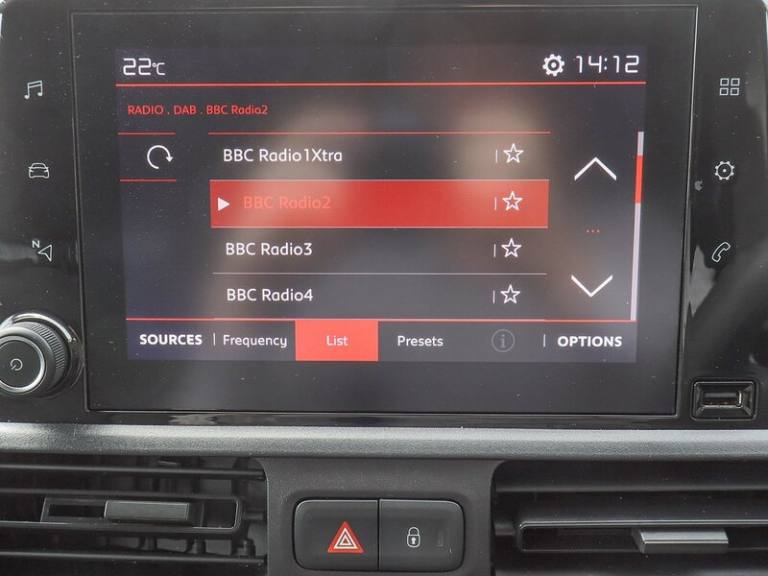 22°C 14:12
RADIO . DAB . BBC Radio2
BBC Radio1Xtra
BBC Radio2
BBC Radio3
BBC Radio4
SOURCES Frequency List Presets i OPTIONS
N